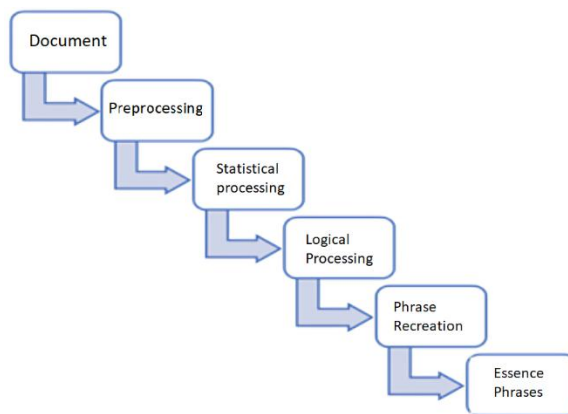 Document
Preprocessing
Statistical
processing
Logical
Processing
Phrase
Recreation
Essence
Phrases